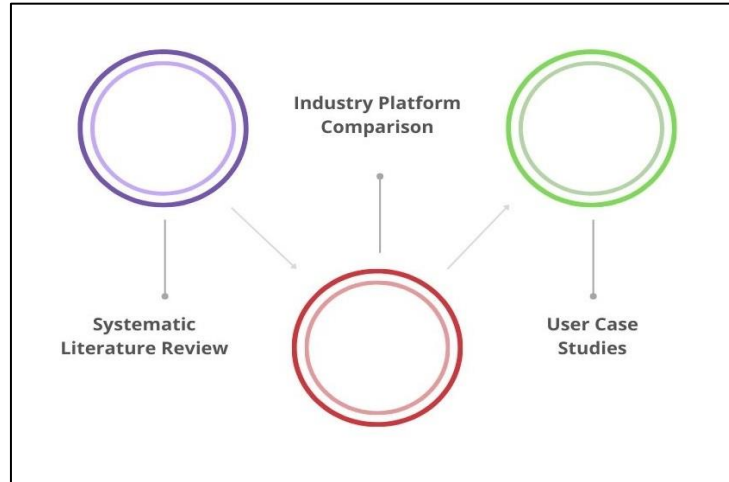 Industry Platform
Comparison
Systematic
Literature Review
User Case
Studies